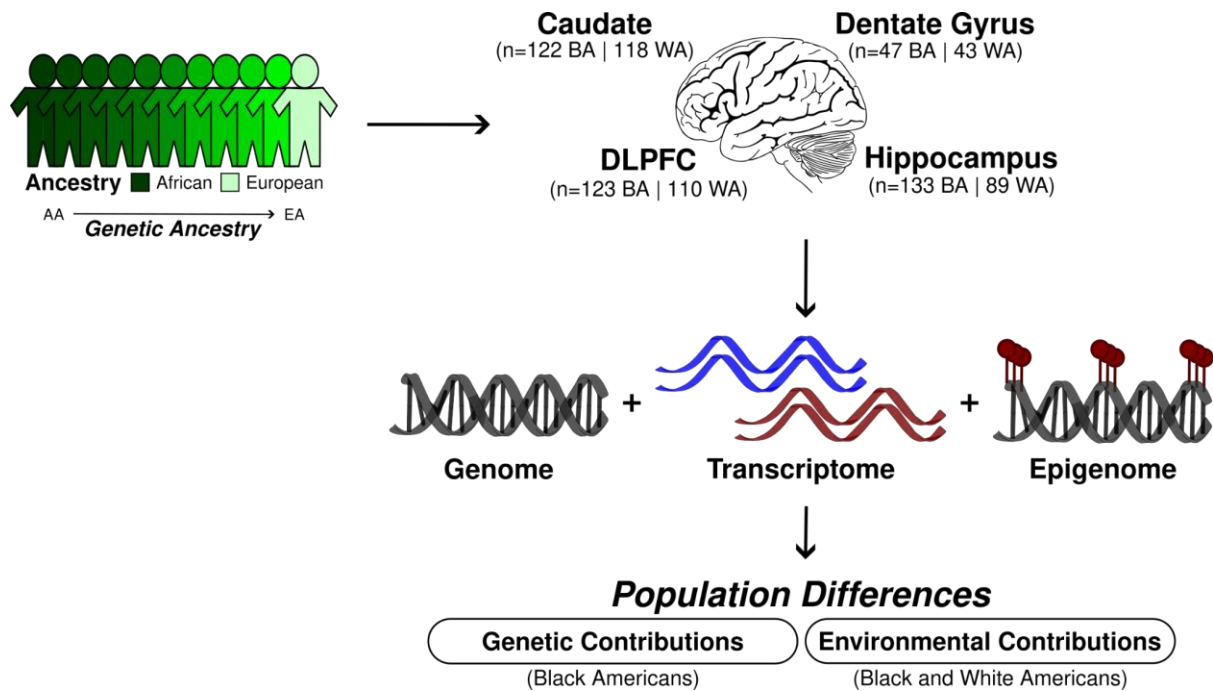 Caudate
(n=122 BA | 118 WA)
Dentate Gyrus
(n=47 BA | 43 WA)
DLPFC
(n=123 BA | 110 WA)
Hippocampus
(n=133 BA | 89 WA)
Ancestry African European
AA EA
Genetic Ancestry
Genome
+
Transcriptome
+
Epigenome
Population Differences
Genetic Contributions
(Black Americans)
Environmental Contributions
(Black and White Americans)